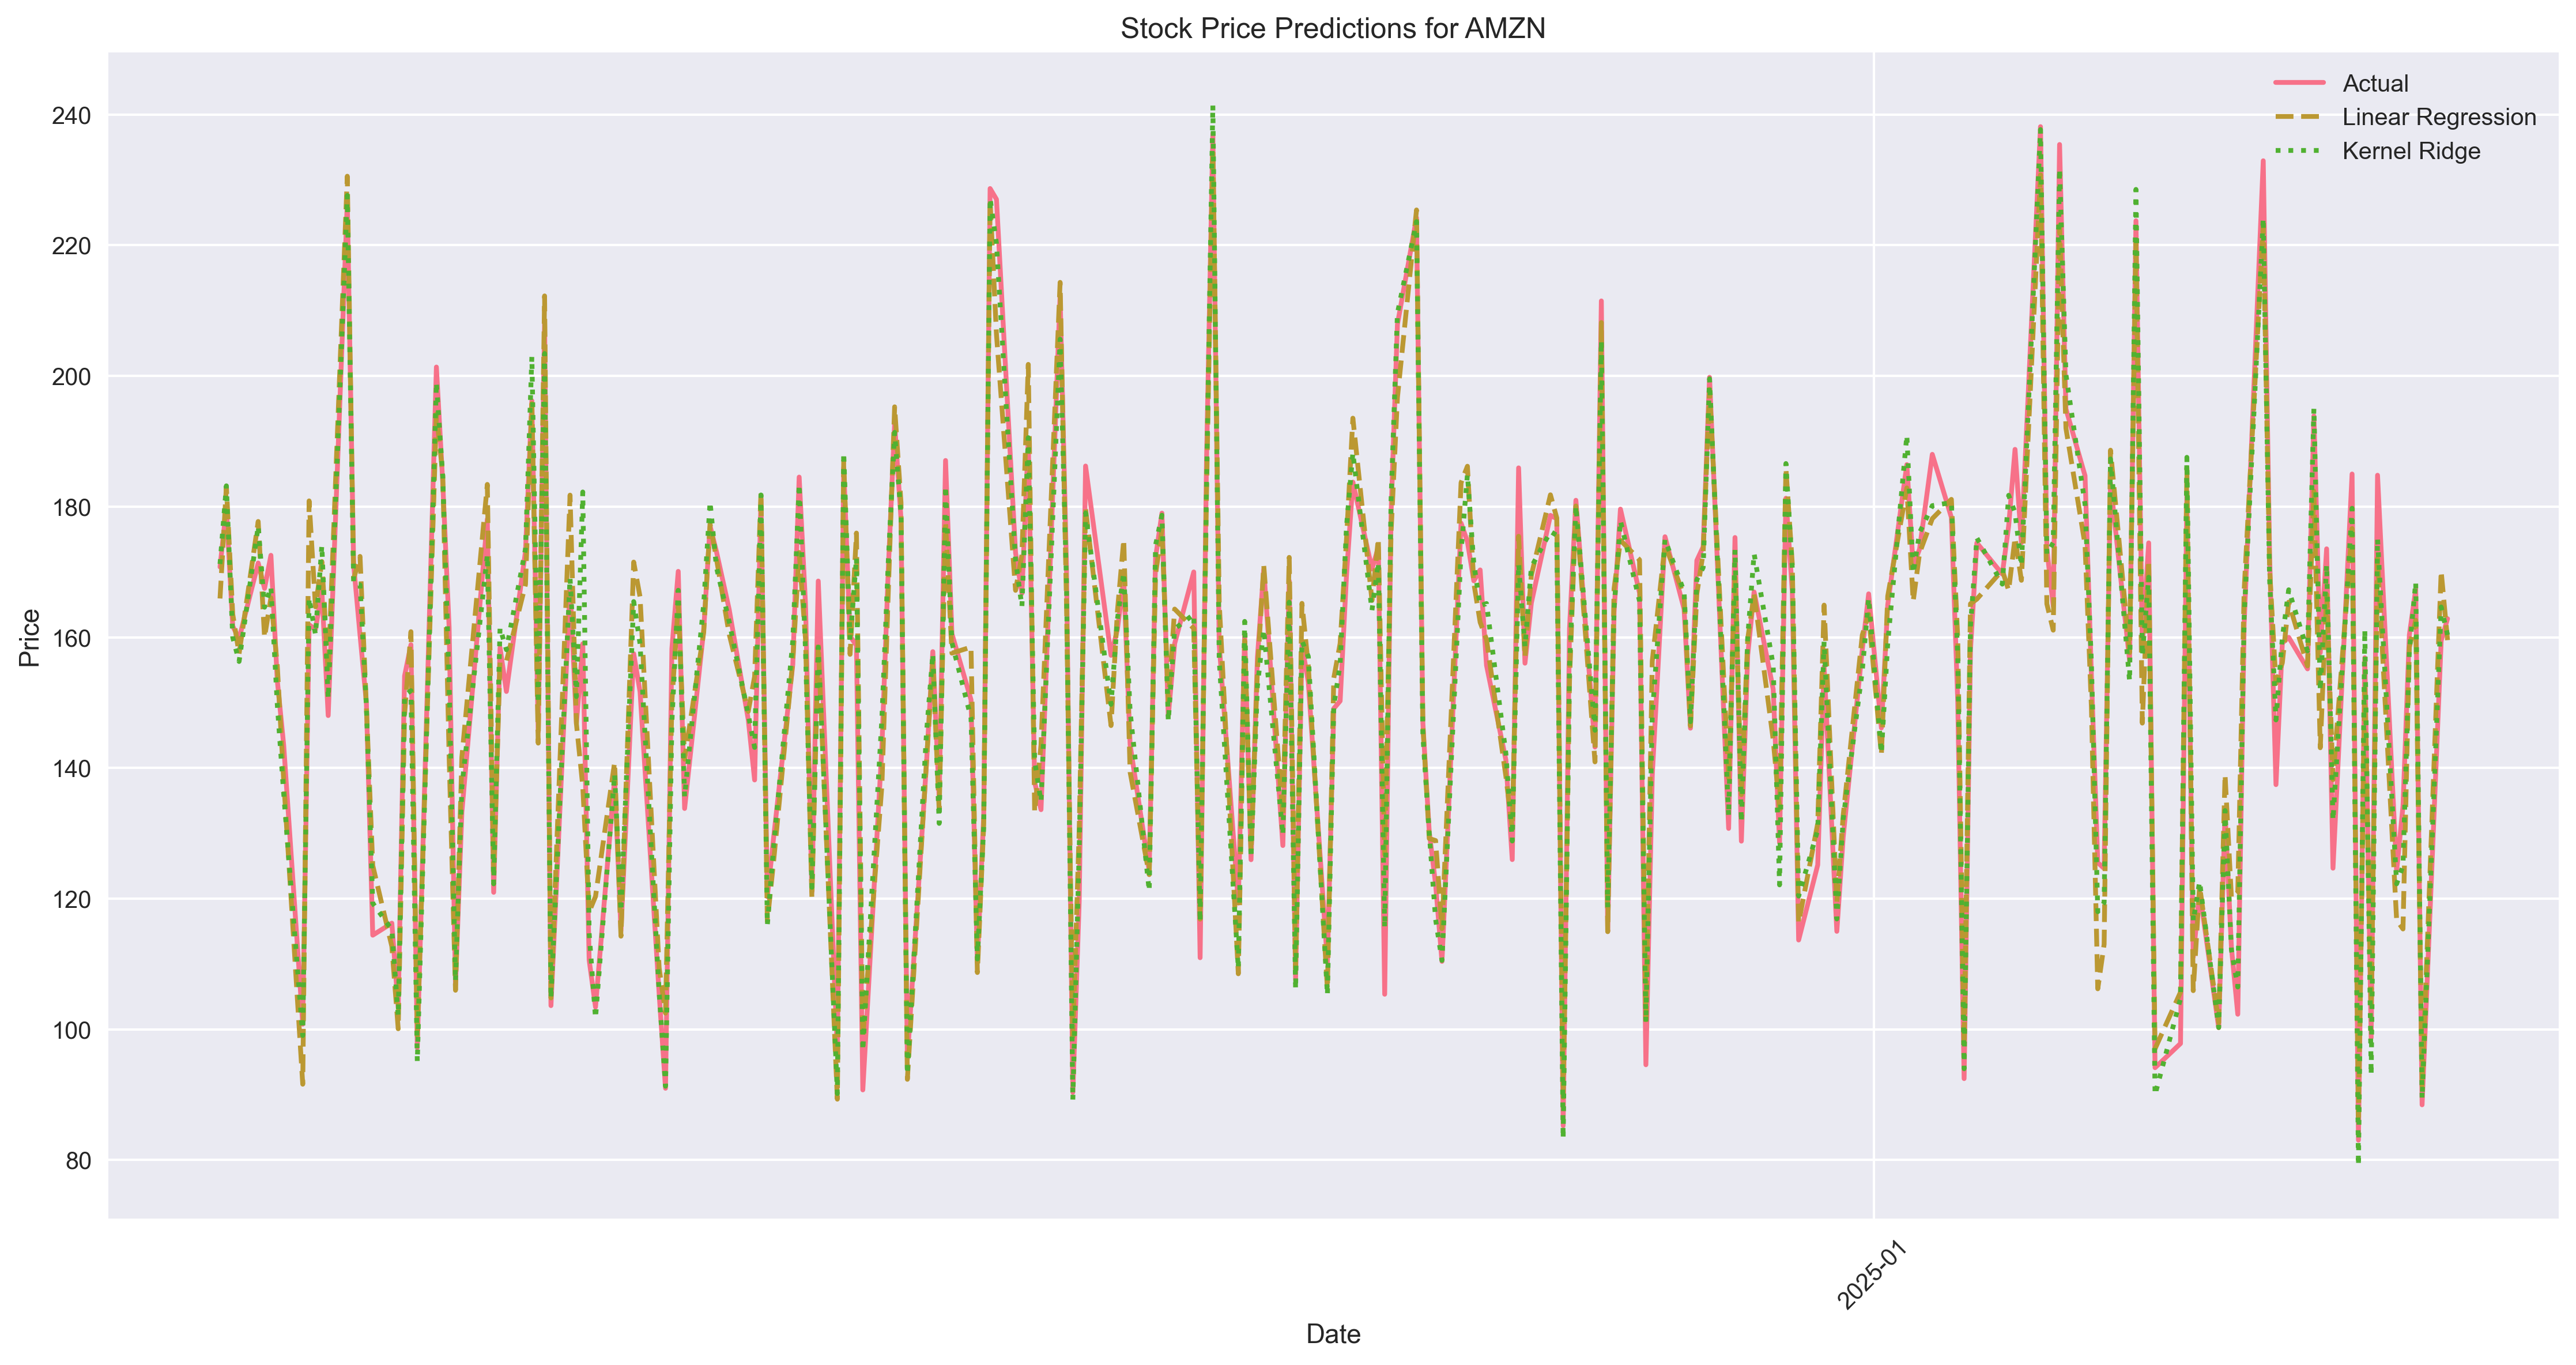 Stock Price Predictions for AMZN
Actual
Linear Regression
Kernel Ridge
240
220
200
180
160
140
120
100
80
Price
2025-01
Date